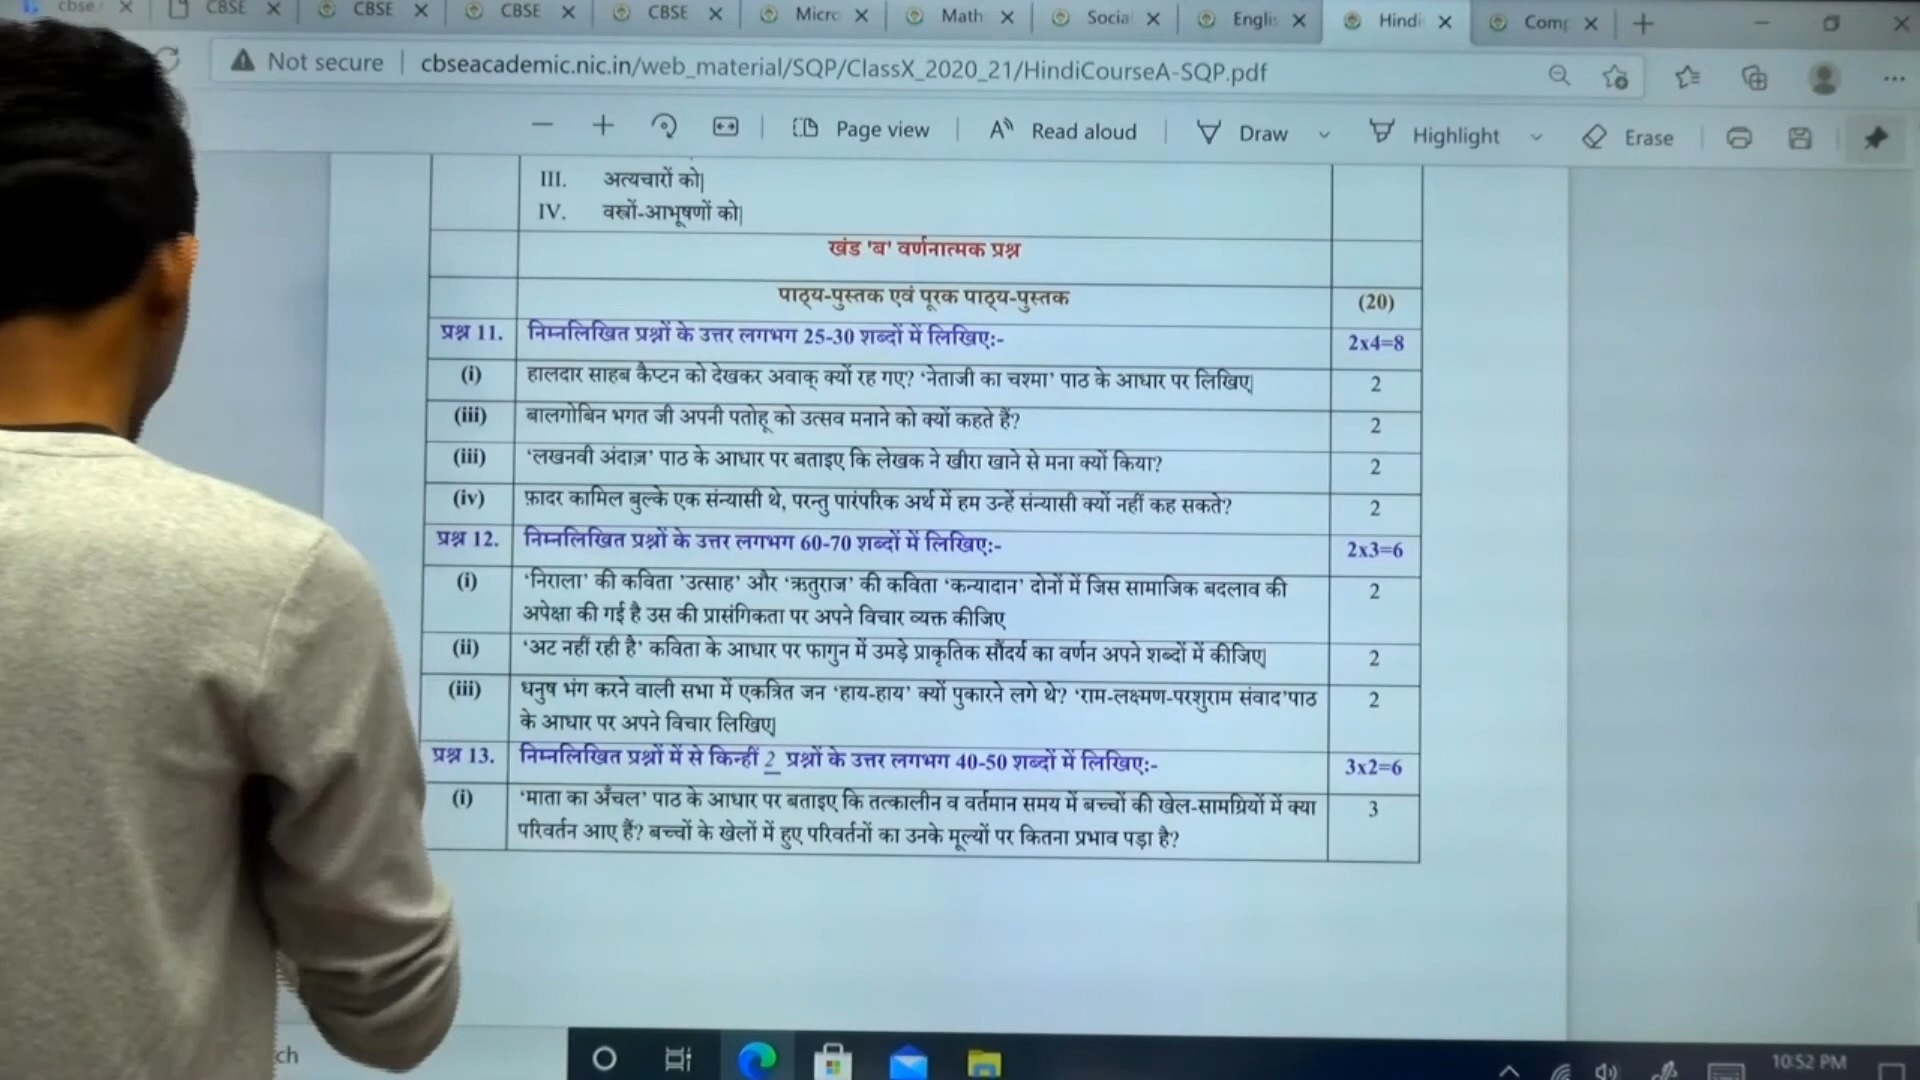 cbse.
CBSE
CBSE
CBSE
CBSE
Micro
Math
Social
Englis
Hindi
Comp
Not secure
cbseacademic.nic.in/web_material/SQP/ClassX_2020_21/HindiCourseA-SQP.pdf
Page view
Read aloud
Draw
Highlight
Erase
III. अत्यचारों को|
IV. वस्त्रों-आभूषणों को|
खंड 'ब' वर्णनात्मक प्रश्न
पाठ्य-पुस्तक एवं पूरक पाठ्य-पुस्तक (20)
प्रश्न 11. निम्नलिखित प्रश्नों के उत्तर लगभग 25-30 शब्दों में लिखिए:- 2x4=8
(i) हालदार साहब कैप्टन को देखकर अवाक् क्यों रह गए? 'नेताजी का चश्मा' पाठ के आधार पर लिखिए| 2
(iii) बालगोबिन भगत जी अपनी पतोहू को उत्सव मनाने को क्यों कहते हैं? 2
(iii) 'लखनवी अंदाज़' पाठ के आधार पर बताइए कि लेखक ने खीरा खाने से मना क्यों किया? 2
(iv) फ़ादर कामिल बुल्के एक संन्यासी थे, परन्तु पारंपरिक अर्थ में हम उन्हें संन्यासी क्यों नहीं कह सकते? 2
प्रश्न 12. निम्नलिखित प्रश्नों के उत्तर लगभग 60-70 शब्दों में लिखिए:- 2x3=6
(i) 'निराला' की कविता 'उत्साह' और 'ऋतुराज' की कविता 'कन्यादान' दोनों में जिस सामाजिक बदलाव की 2
अपेक्षा की गई है उस की प्रासंगिकता पर अपने विचार व्यक्त कीजिए
(ii) 'अट नहीं रही है' कविता के आधार पर फागुन में उमड़े प्राकृतिक सौंदर्य का वर्णन अपने शब्दों में कीजिए| 2
(iii) धनुष भंग करने वाली सभा में एकत्रित जन 'हाय-हाय' क्यों पुकारने लगे थे? 'राम-लक्ष्मण-परशुराम संवाद'पाठ 2
के आधार पर अपने विचार लिखिए|
प्रश्न 13. निम्नलिखित प्रश्नों में से किन्हीं 2 प्रश्नों के उत्तर लगभग 40-50 शब्दों में लिखिए:- 3x2=6
(i) 'माता का अँचल' पाठ के आधार पर बताइए कि तत्कालीन व वर्तमान समय में बच्चों की खेल-सामग्रियों में क्या 3
परिवर्तन आए हैं? बच्चों के खेलों में हुए परिवर्तनों का उनके मूल्यों पर कितना प्रभाव पड़ा है?
ch
10:52 PM